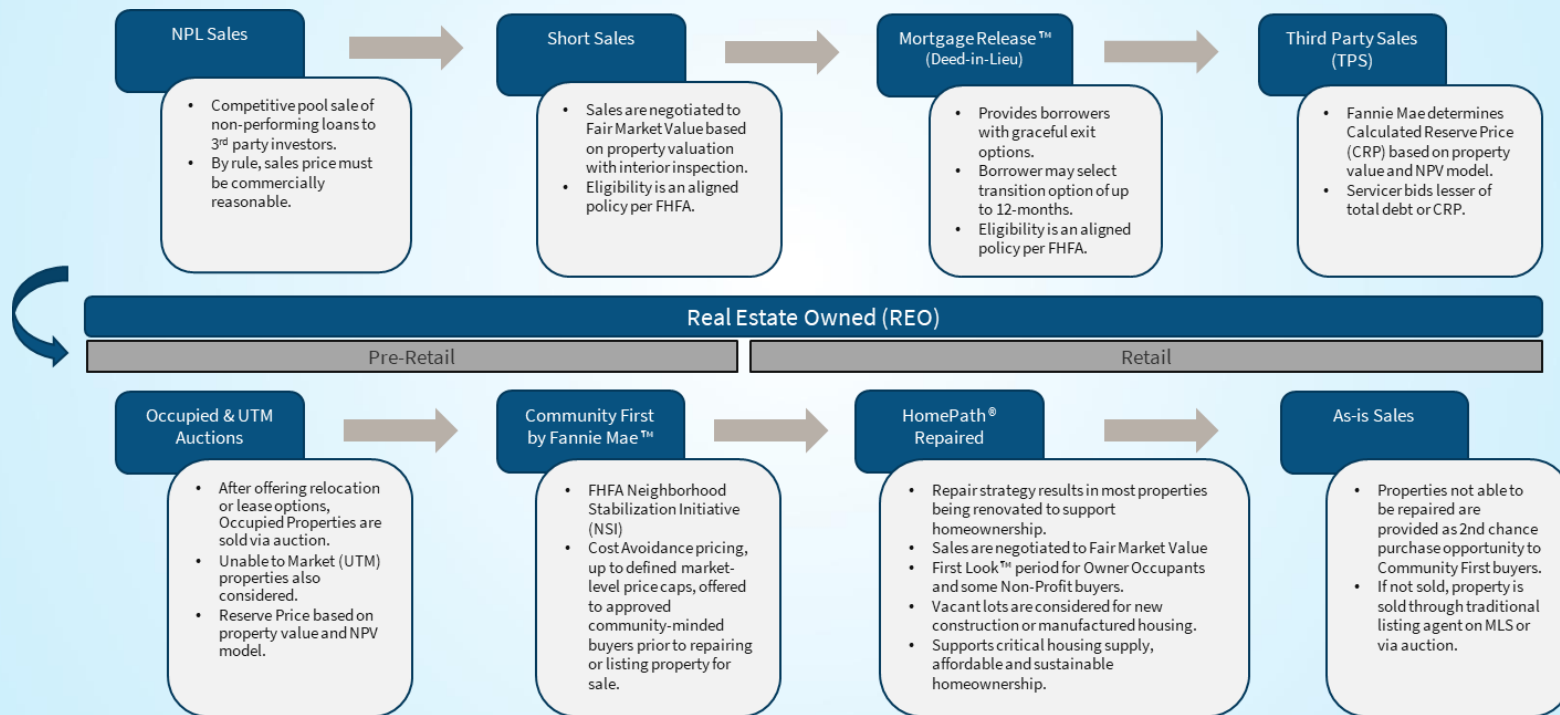 NPL Sales
• Competitive pool sale of
non-performing loans to
3rd party investors.
• By rule, sales price must
be commercially
reasonable.
Short Sales
• Sales are negotiated to
Fair Market Value based
on property valuation
with interior inspection.
• Eligibility is an aligned
policy per FHFA.
Mortgage Release™
(Deed-in-Lieu)
• Provides borrowers
with graceful exit
options.
• Borrower may select
transition option of up
to 12-months.
• Eligibility is an aligned
policy per FHFA.
Third Party Sales
(TPS)
• Fannie Mae determines
Calculated Reserve Price
(CRP) based on property
value and NPV model.
• Servicer bids lesser of
total debt or CRP.
Real Estate Owned (REO)
Pre-Retail
Retail
Occupied & UTM
Auctions
• After offering relocation
or lease options,
Occupied Properties are
sold via auction.
• Unable to Market (UTM)
properties also
considered.
• Reserve Price based on
property value and NPV
model.
Community First
by Fannie Mae™
• FHFA Neighborhood
Stabilization Initiative
(NSI)
• Cost Avoidance pricing,
up to defined market-
level price caps, offered
to approved
community-minded
buyers prior to repairing
or listing property for
sale.
HomePath®
Repaired
• Repair strategy results in most properties
being renovated to support
homeownership.
• Sales are negotiated to Fair Market Value
• First Look™ period for Owner Occupants
and some Non-Profit buyers.
• Vacant lots are considered for new
construction or manufactured housing.
• Supports critical housing supply,
affordable and sustainable
homeownership.
As-is Sales
• Properties not able to
be repaired are
provided as 2nd chance
purchase opportunity to
Community First buyers.
• If not sold, property is
sold through traditional
listing agent on MLS or
via auction.